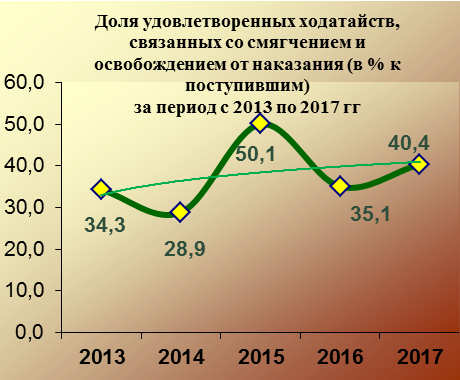 Доля удовлетворенных ходатайств,
связанных со смягчением и
освобождением от наказания (в % к
поступившим)
за период с 2013 по 2017 гг
60,0
50,0
40,0
30,0
20,0
10,0
0,0
34,3
28,9
50,1
35,1
40,4
2013 2014 2015 2016 2017